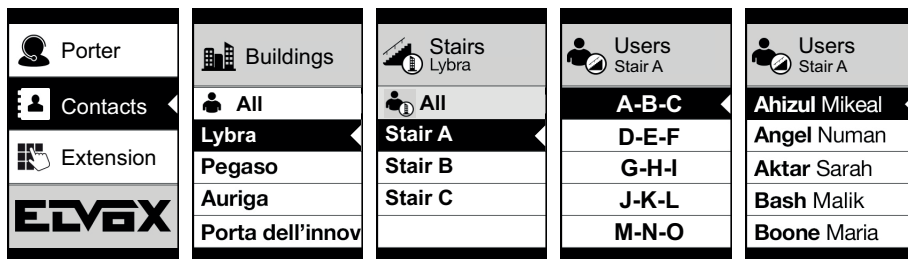 Porter
Contacts
Extension
ELVOX
Buildings
All
Lybra
Pegaso
Auriga
Porta dell'innov
Stairs
Lybra
All
Stair A
Stair B
Stair C
Users
Stair A
A-B-C
D-E-F
G-H-I
J-K-L
M-N-O
Users
Stair A
Ahizul Mikeal
Angel Numan
Aktar Sarah
Bash Malik
Boone Maria